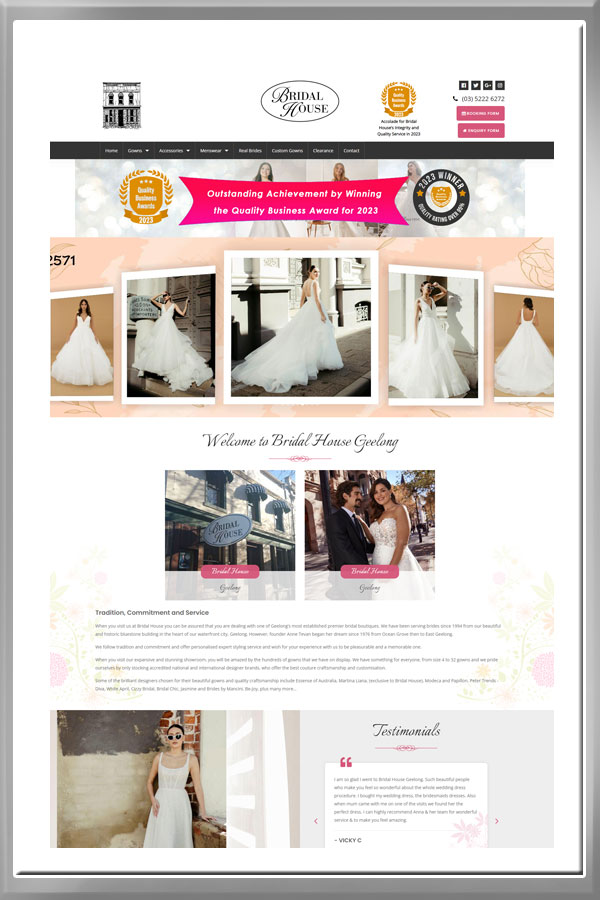 BRIDAL
HOUSE
Quality
Business
Awards
2023
Accolade for Bridal
House's Integrity and
Quality Service in 2023
(03) 5222 6272
BOOKING FORM
ENQUIRY FORM
Home Gowns Accessories Menswear Real Brides Custom Gowns Clearance Contact
Quality
Business
Awards
2023
Outstanding Achievement by Winning
the Quality Business Award for 2023
2023 WINNER
QUALITY RATING OVER 95%
2571
Welcome to Bridal House Geelong
BRIDAL
HOUSE
Bridal House
Geelong
Bridal House
Geelong
Tradition, Commitment and Service
When you visit us at Bridal House you can be assured that you are dealing with one of Geelong's most established premier bridal boutiques. We have been serving brides since 1994 from our beautiful
and historic bluestone building in the heart of our waterfront city, Geelong. However, founder Anne Tevan began her dream since 1976 from Ocean Grove then to East Geelong.
We follow tradition and commitment and offer personalised expert styling service and wish for your experience with us to be pleasurable and a memorable one.
When you visit our expansive and stunning showroom, you will be amazed by the hundreds of gowns that we have on display. We have something for everyone, from size 4 to 32 gowns and we pride
ourselves by only stocking accredited national and international designer brands, who offer the best couture craftsmanship and customisation.
Some of the brilliant designers chosen for their beautiful gowns and quality craftsmanship include Essence of Australia, Martina Liana, (exclusive to Bridal House), Modeca and Papillon, Peter Trends
Diva, White April, Cizzy Bridal, Bridal Chic, Jasmine and Brides by Mancini, BeJoy, plus many more...
Testimonials
I am so glad I went to Bridal House Geelong. Such beautiful people
who make you feel so wonderful about the whole wedding dress
procedure. I bought my wedding dress, the bridesmaids dresses. Also
when mum came with me on one of the visits we found her the
perfect dress. I can highly recommend Anna & her team for wonderful
service & to make you feel amazing.
~ VICKY C